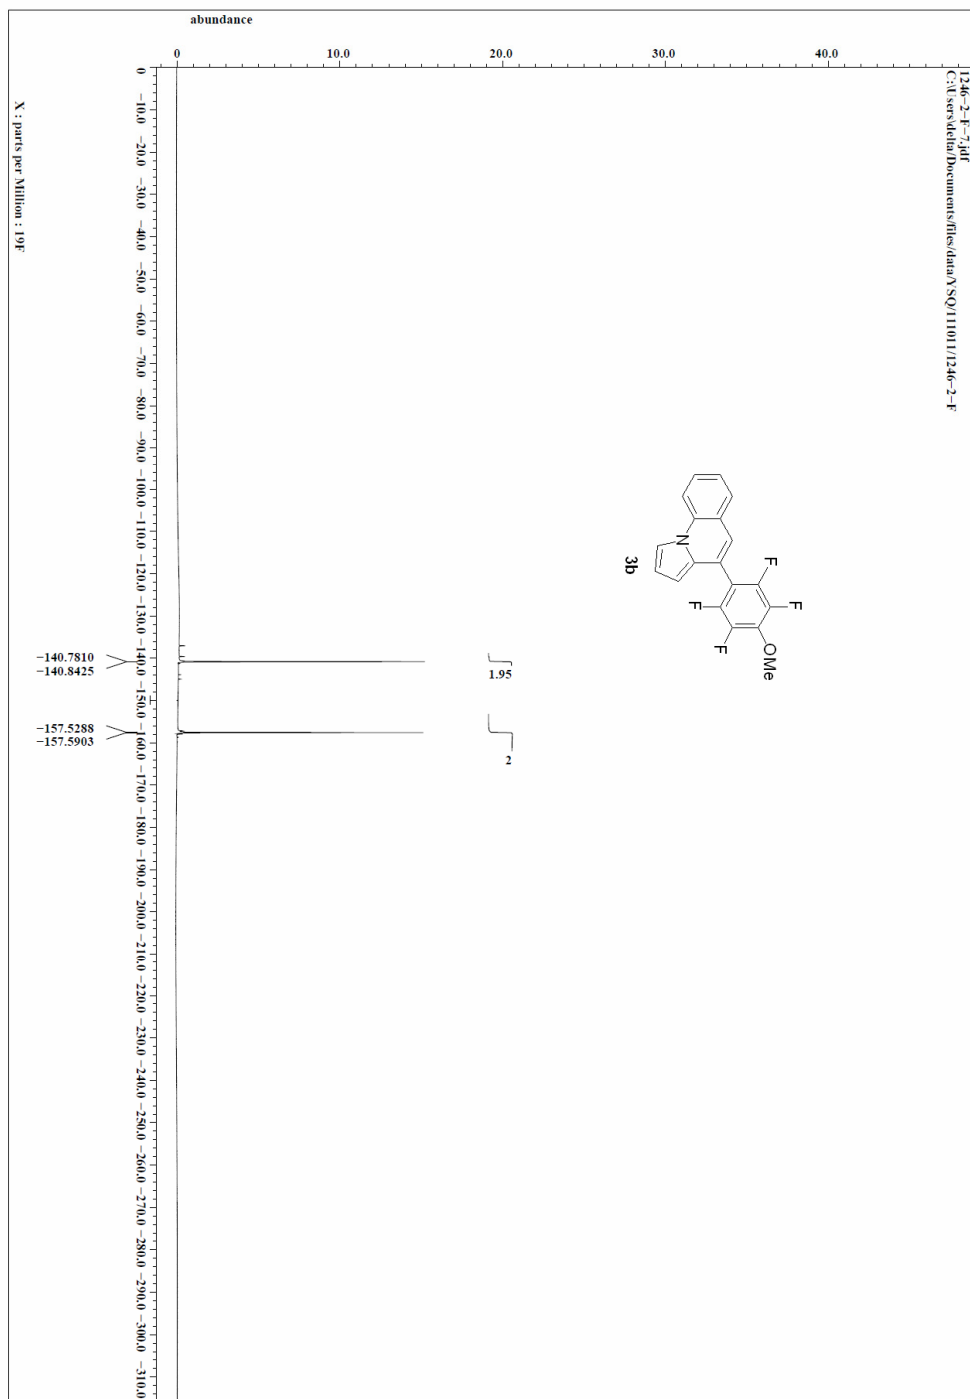 1246-2-F-7.jdf
C:\Users\delta/Documents/files/data/YSQ/111011/1246-2-F
abundance
0 10.0 20.0 30.0 40.0
F
F
F
F
OMe
N
3b
1.95
2
0 -10.0 -20.0 -30.0 -40.0 -50.0 -60.0 -70.0 -80.0 -90.0 -100.0 -110.0 -120.0 -130.0 -140.0 -150.0 -160.0 -170.0 -180.0 -190.0 -200.0 -210.0 -220.0 -230.0 -240.0 -250.0 -260.0 -270.0 -280.0 -290.0 -300.0 -310.0
-140.7810
-140.8425
-157.5288
-157.5903
X : parts per Million : 19F